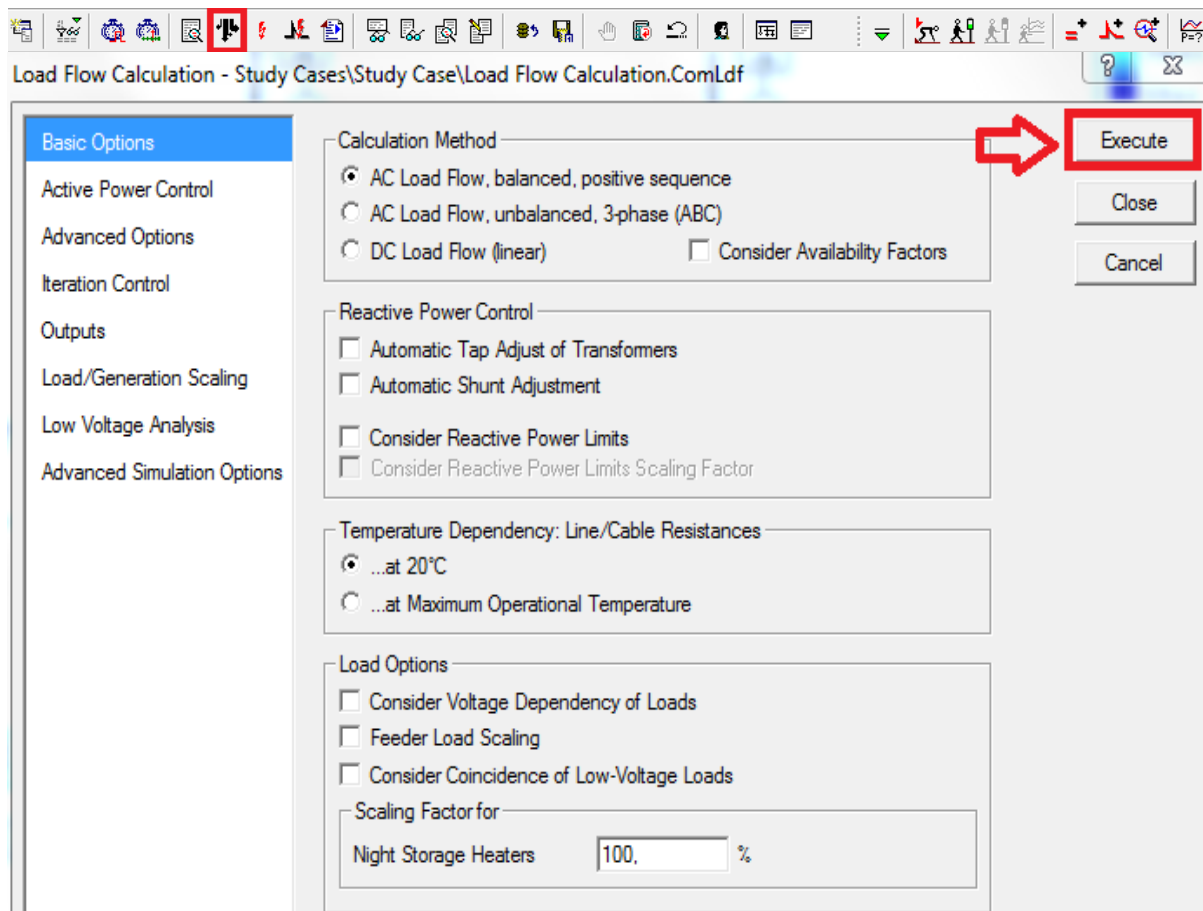 Load Flow Calculation - Study Cases\Study Case\Load Flow Calculation.ComLdf
Basic Options
Active Power Control
Advanced Options
Iteration Control
Outputs
Load/Generation Scaling
Low Voltage Analysis
Advanced Simulation Options
Calculation Method
AC Load Flow, balanced, positive sequence
AC Load Flow, unbalanced, 3-phase (ABC)
DC Load Flow (linear) Consider Availability Factors
Reactive Power Control
Automatic Tap Adjust of Transformers
Automatic Shunt Adjustment
Consider Reactive Power Limits
Consider Reactive Power Limits Scaling Factor
Temperature Dependency: Line/Cable Resistances
...at 20°C
...at Maximum Operational Temperature
Load Options
Consider Voltage Dependency of Loads
Feeder Load Scaling
Consider Coincidence of Low-Voltage Loads
Scaling Factor for
Night Storage Heaters 100, %
Execute
Close
Cancel